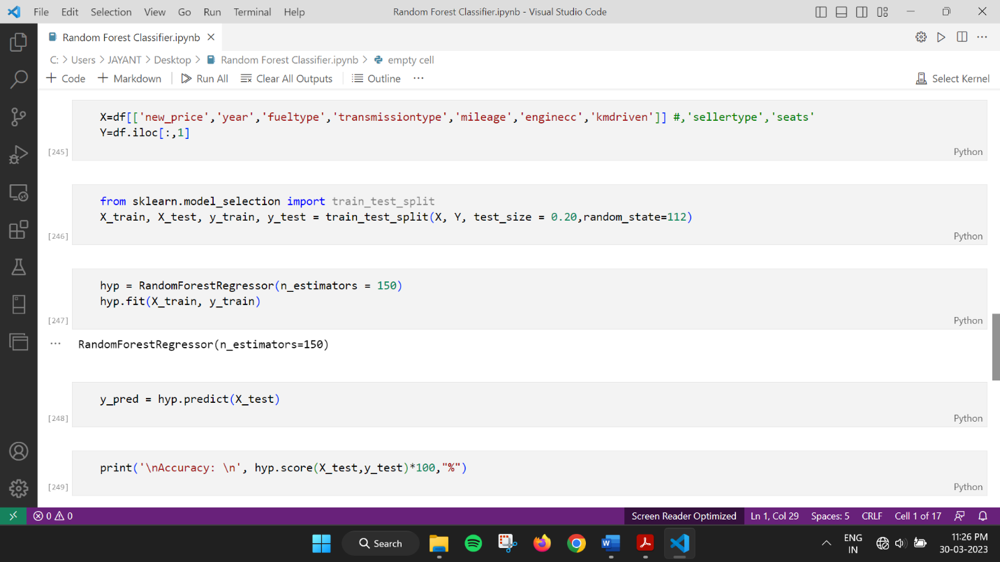 File Edit Selection View Go Run Terminal Help Random Forest Classifier.ipynb - Visual Studio Code
Random Forest Classifier.ipynb
C: > Users > JAYANT > Desktop > Random Forest Classifier.ipynb > empty cell
+ Code + Markdown Run All Clear All Outputs Outline ... Select Kernel
X=df[['new_price','year','fueltype','transmissiontype','mileage','enginecc','kmdriven']] #,'sellertype','seats'
Y=df.iloc[:,1]
[245] Python
from sklearn.model_selection import train_test_split
X_train, X_test, y_train, y_test = train_test_split(X, Y, test_size = 0.20,random_state=112)
[246] Python
hyp = RandomForestRegressor(n_estimators = 150)
hyp.fit(X_train, y_train)
[247] Python
... RandomForestRegressor(n_estimators=150)
y_pred = hyp.predict(X_test)
[248] Python
print('\nAccuracy: \n', hyp.score(X_test,y_test)*100,"%")
[249] Python
0 0 Screen Reader Optimized Ln 1, Col 29 Spaces: 5 CRLF Cell 1 of 17
Search
ENG
IN
11:26 PM
30-03-2023